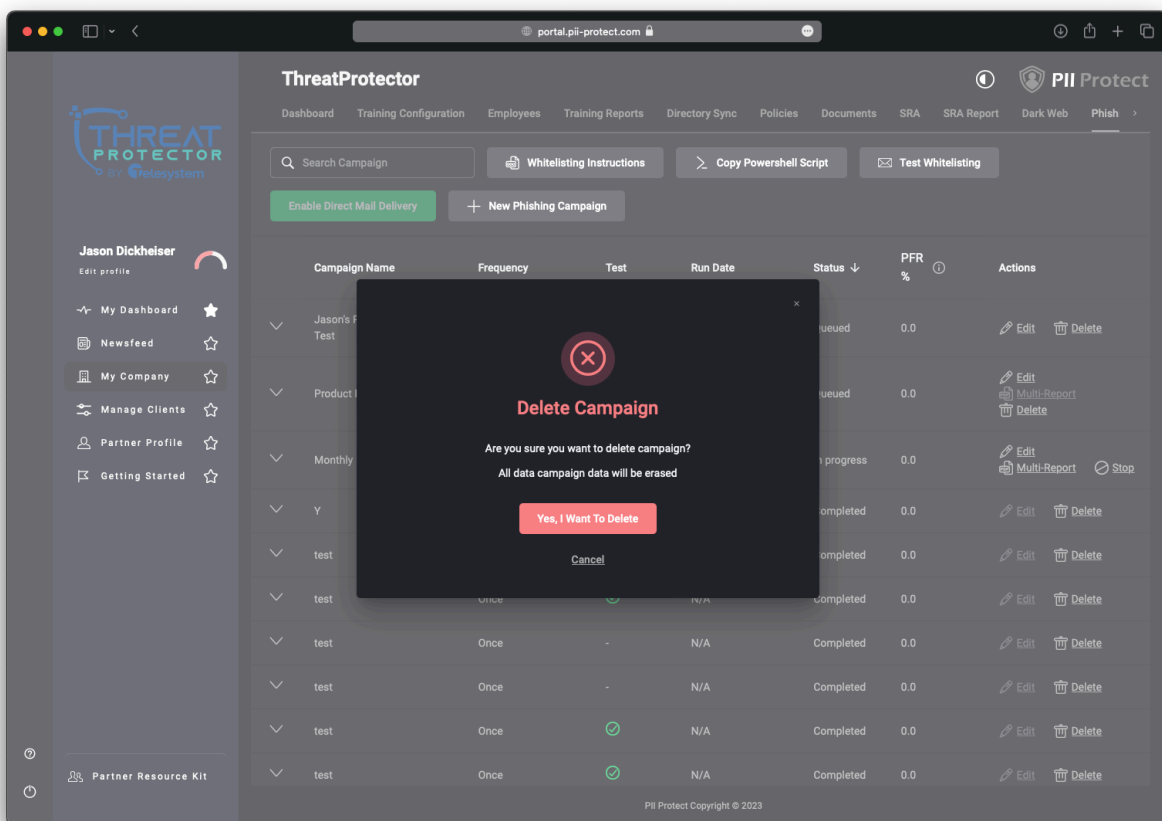 portal.pii-protect.com
ThreatProtector
PII Protect
Dashboard Training Configuration Employees Training Reports Directory Sync Policies Documents SRA SRA Report Dark Web Phish
THREAT
PROTECTOR
BY Telesystem
Search Campaign
Whitelisting Instructions
Copy Powershell Script
Test Whitelisting
Enable Direct Mail Delivery
New Phishing Campaign
Jason Dickheiser
Edit profile
My Dashboard
Newsfeed
My Company
Manage Clients
Partner Profile
Getting Started
Partner Resource Kit
Campaign Name Frequency Test Run Date Status PFR % Actions
Jason's
Test
0.0 Edit Delete
Product
0.0 Edit
Multi-Report
Delete
Monthly
progress 0.0 Edit
Multi-Report Stop
Y 0.0 Edit Delete
test 0.0 Edit Delete
test Once N/A Completed 0.0 Edit Delete
test Once - N/A Completed 0.0 Edit Delete
test Once - N/A Completed 0.0 Edit Delete
test Once N/A Completed 0.0 Edit Delete
test Once N/A Completed 0.0 Edit Delete
Delete Campaign
Are you sure you want to delete campaign?
All data campaign data will be erased
Yes, I Want To Delete
Cancel
PII Protect Copyright © 2023